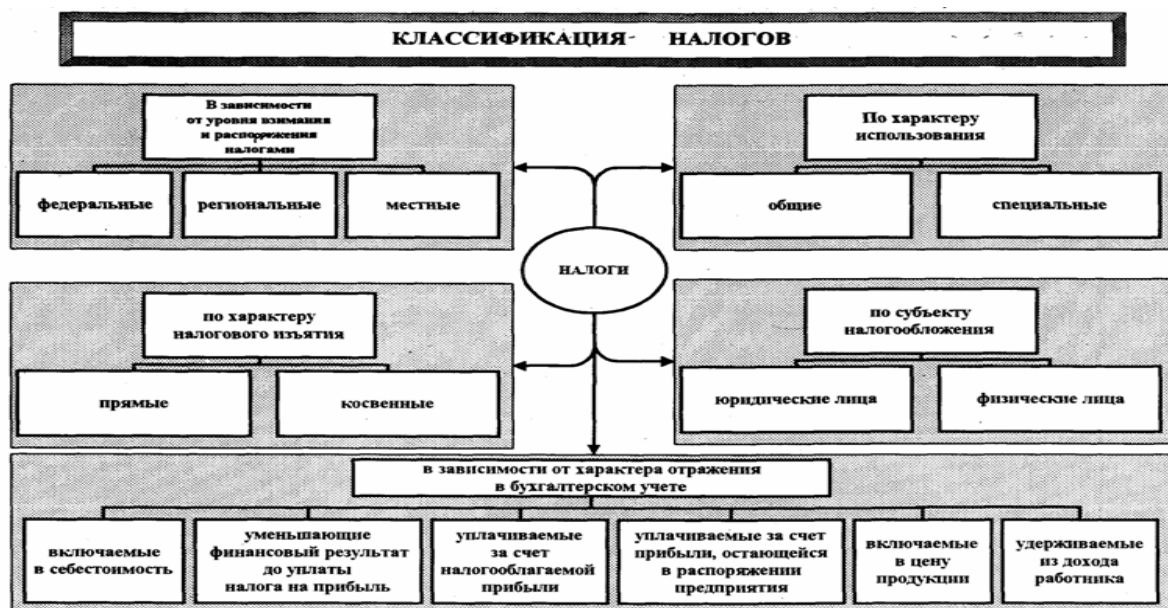 КЛАССИФИКАЦИЯ НАЛОГОВ
В зависимости
от уровня взимания
и распоряжения
налогами
федеральные
региональные
местные
По характеру
использования
общие
специальные
НАЛОГИ
по характеру
налогового изъятия
прямые
косвенные
по субъекту
налогообложения
юридические лица
физические лица
в зависимости от характера отражения
в бухгалтерском учете
включаемые
в себестоимость
уменьшающие
финансовый результат
до уплаты
налога на прибыль
уплачиваемые
за счет
налогооблагаемой
прибыли
уплачиваемые за счет
прибыли, остающейся
в распоряжении
предприятия
включаемые
в цену
продукции
удерживаемые
из дохода
работника